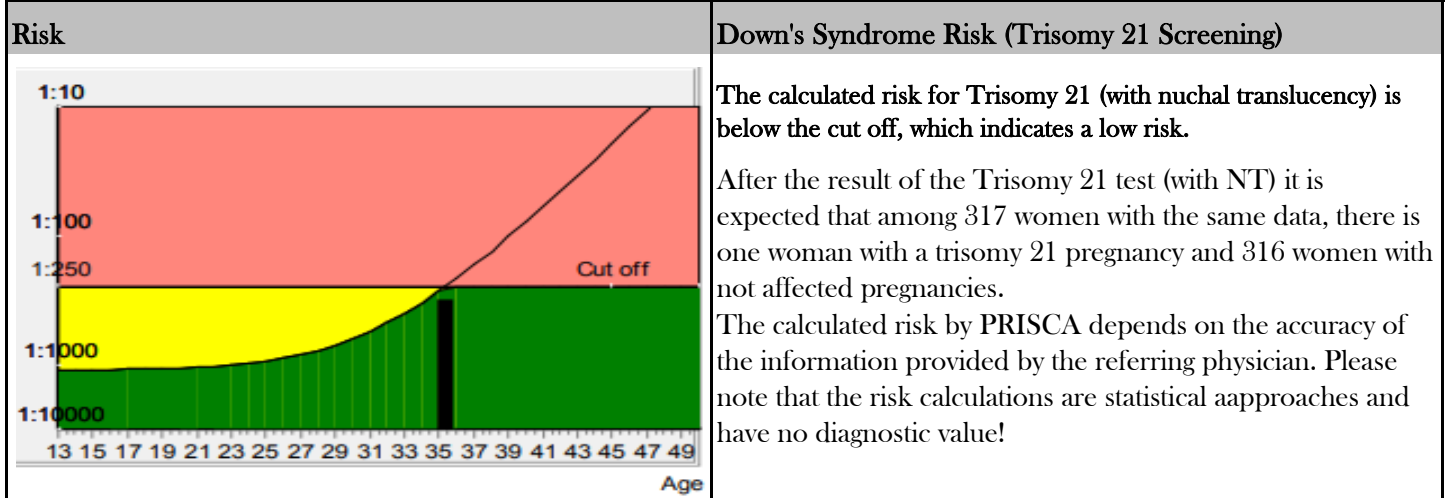 Risk
1:10
1:100
1:250
Cut off
1:1000
1:10000
13 15 17 19 21 23 25 27 29 31 33 35 37 39 41 43 45 47 49
Age
Down's Syndrome Risk (Trisomy 21 Screening)
The calculated risk for Trisomy 21 (with nuchal translucency) is
below the cut off, which indicates a low risk.
After the result of the Trisomy 21 test (with NT) it is
expected that among 317 women with the same data, there is
one woman with a trisomy 21 pregnancy and 316 women with
not affected pregnancies.
The calculated risk by PRISCA depends on the accuracy of
the information provided by the referring physician. Please
note that the risk calculations are statistical aapproaches and
have no diagnostic value!